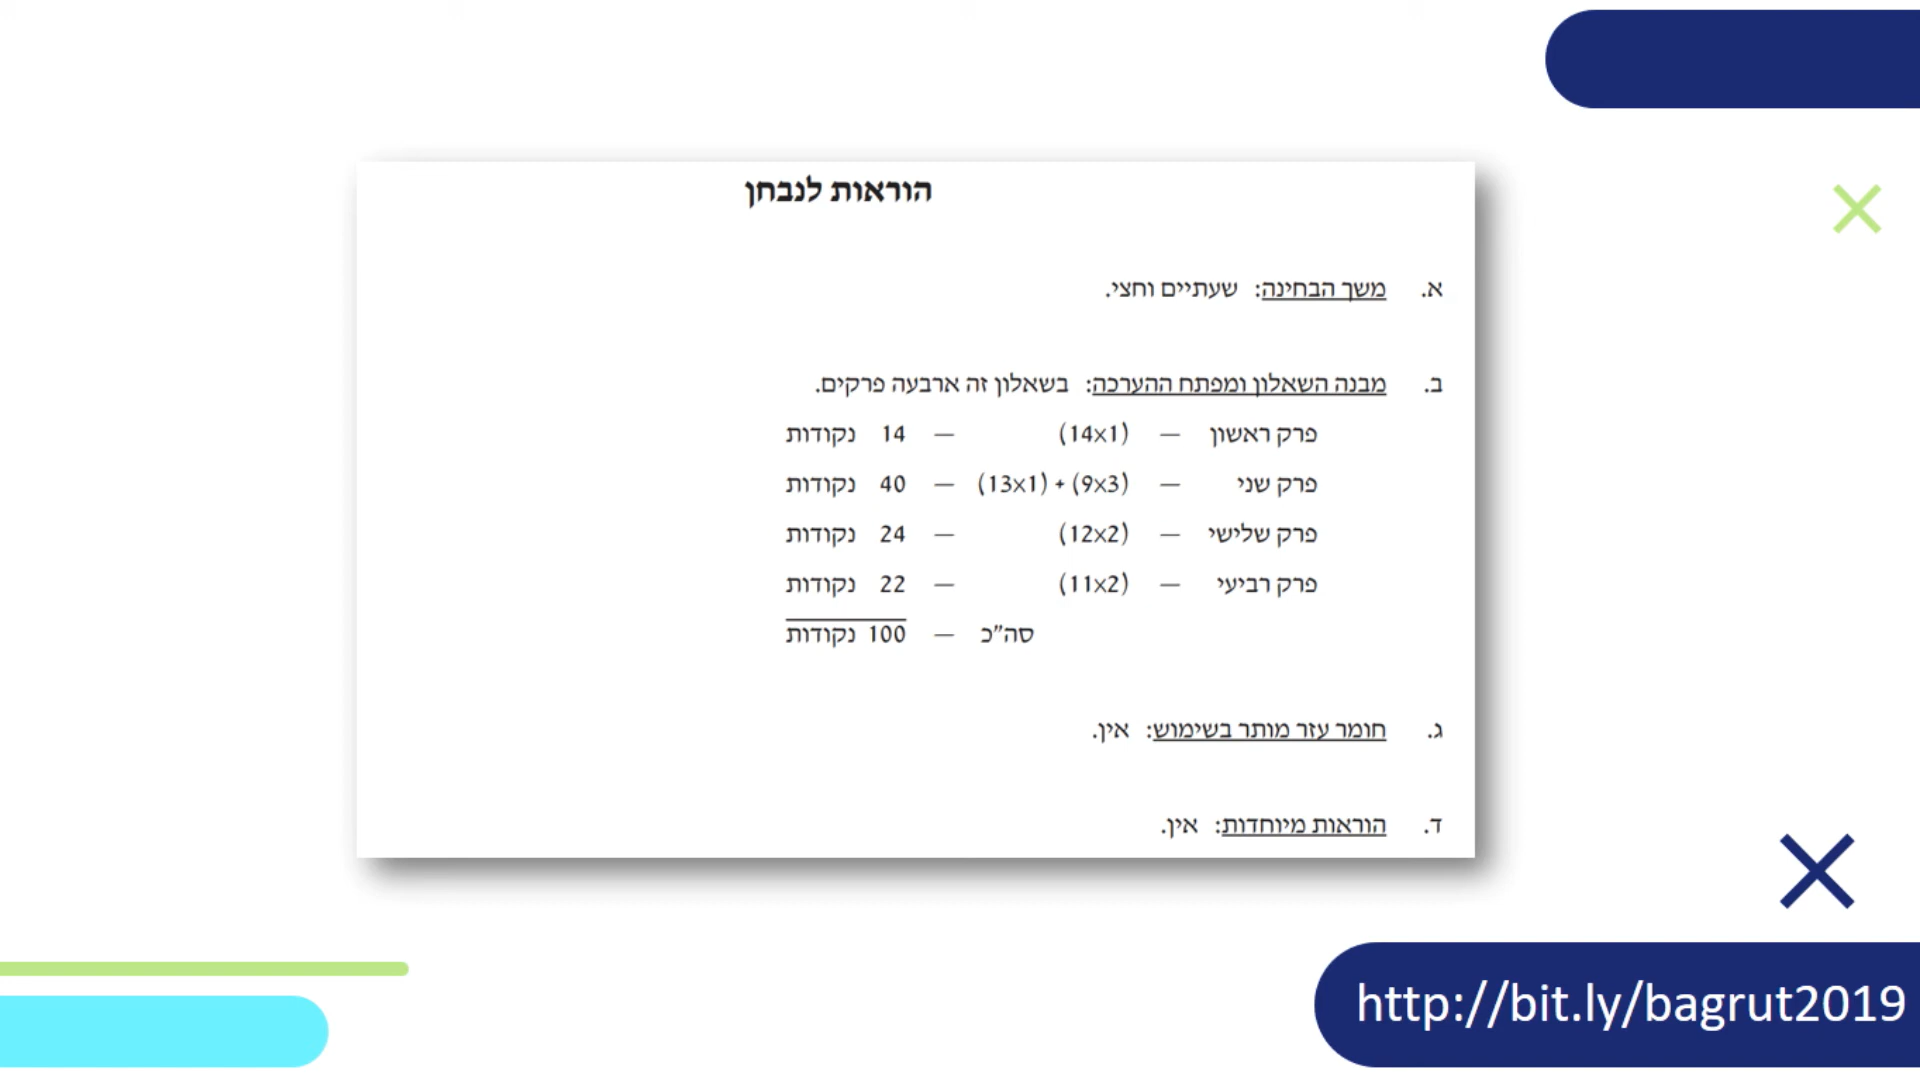 הוראות לנבחן
א. משך הבחינה: שעתיים וחצי.
ב. מבנה השאלון ומפתח ההערכה: בשאלון זה ארבעה פרקים.
פרק ראשון — (14x1) — 14 נקודות
פרק שני — (9x3) + (13x1) — 40 נקודות
פרק שלישי — (12x2) — 24 נקודות
פרק רביעי — (11x2) — 22 נקודות
סה"כ — 100 נקודות
ג. חומר עזר מותר בשימוש: אין.
ד. הוראות מיוחדות: אין.
http://bit.ly/bagrut2019